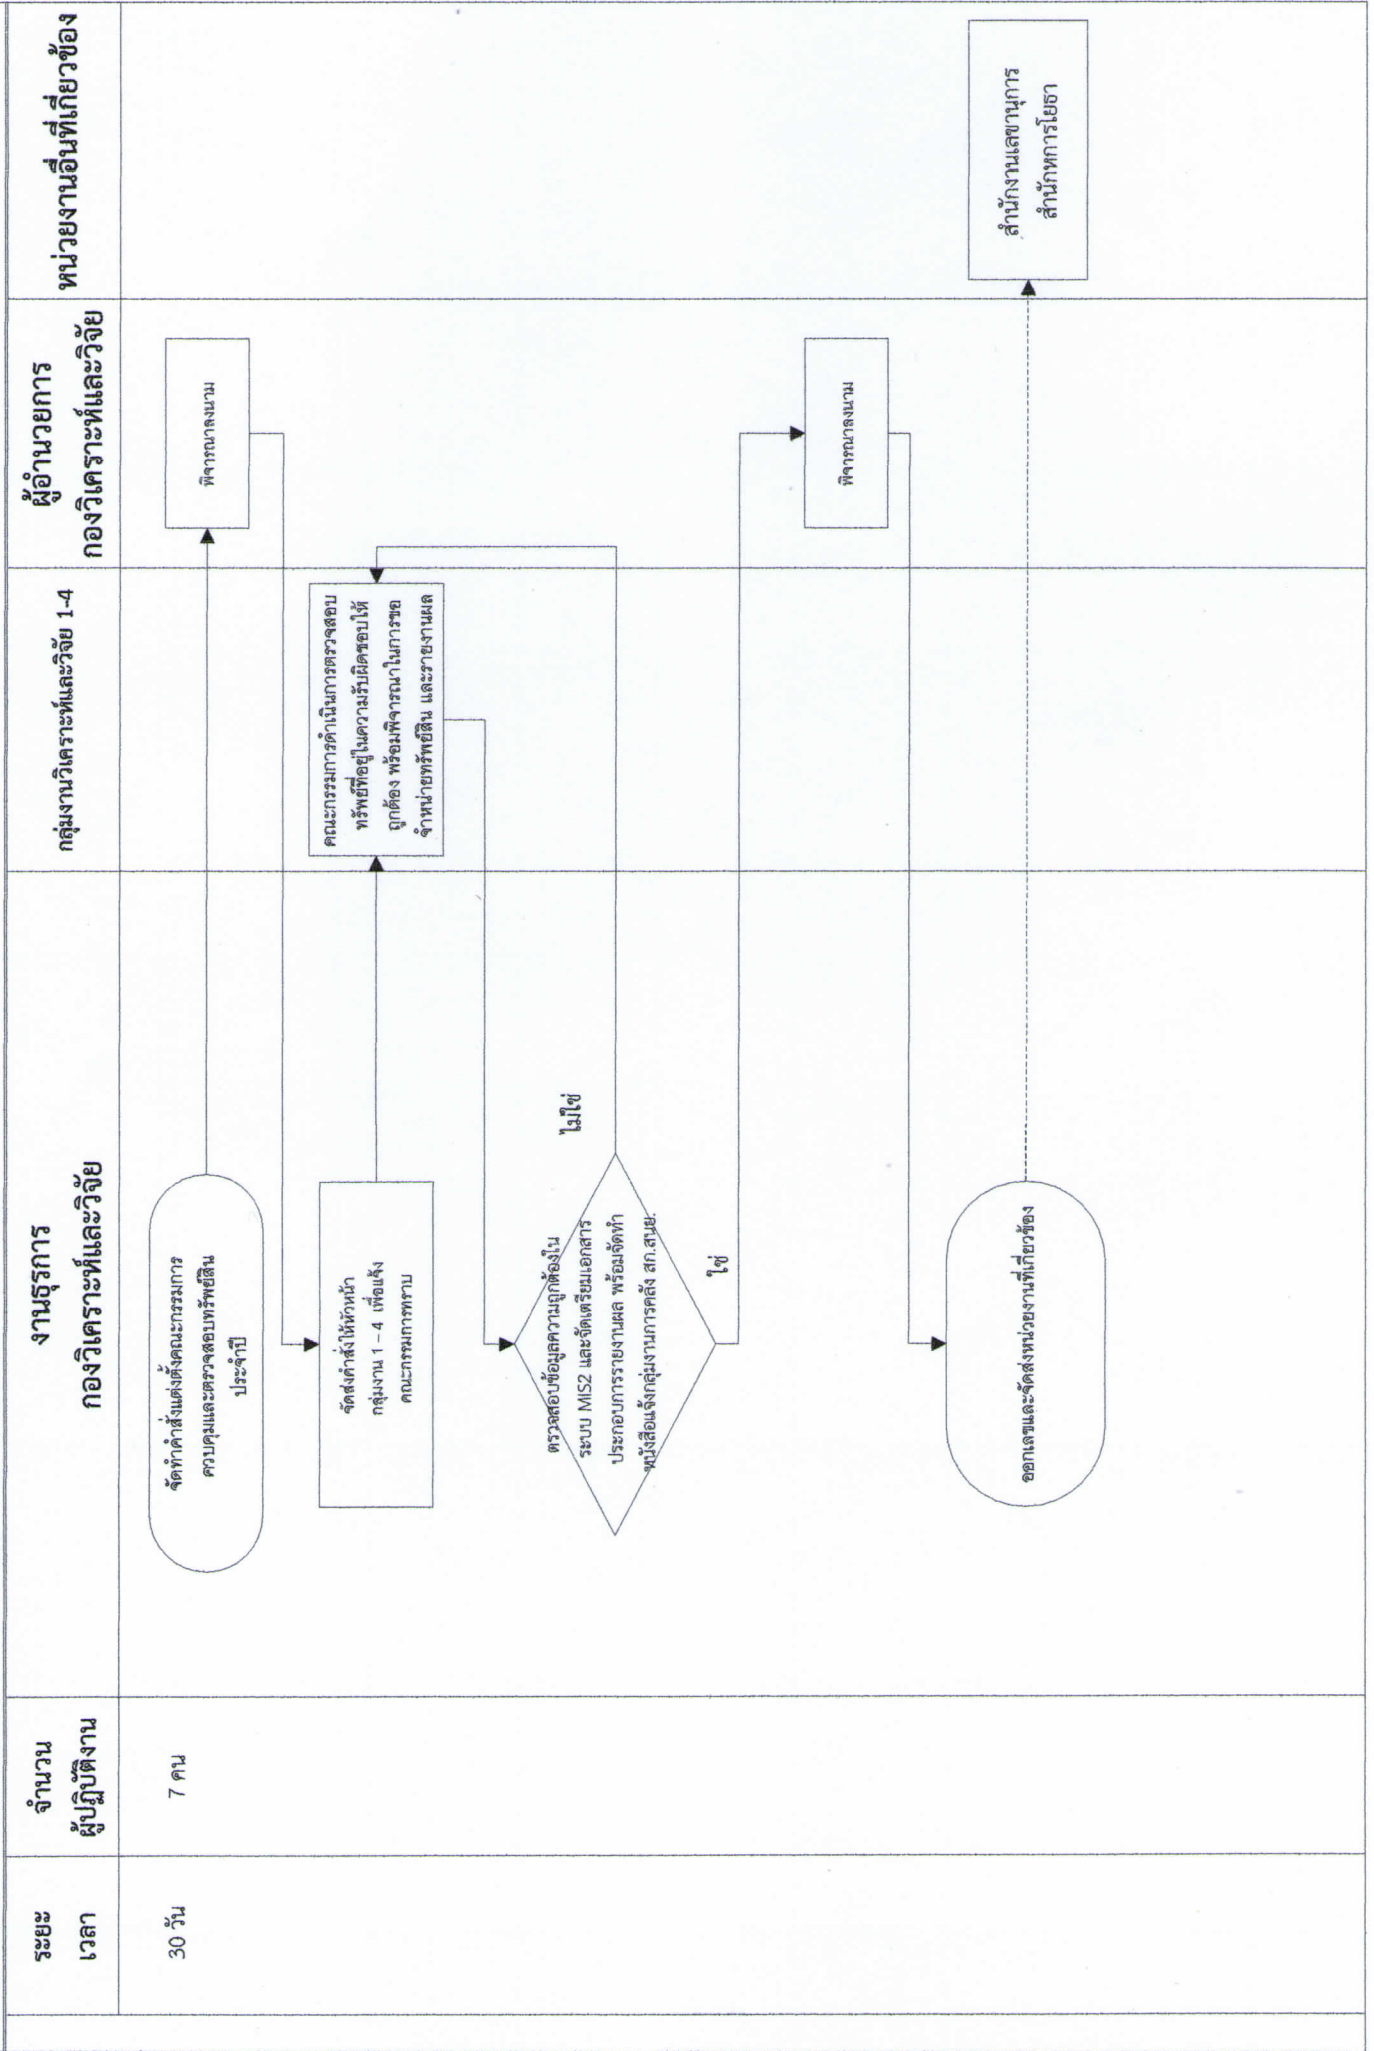 ระยะ
เวลา
จำนวน
ผู้ปฏิบัติงาน
งานธุรการ
กองวิเคราะห์และวิจัย
กลุ่มงานวิเคราะห์และวิจัย 1-4
ผู้อำนวยการ
กองวิเคราะห์และวิจัย
หน่วยงานอื่นที่เกี่ยวข้อง
30 วัน
7 คน
จัดทำคำสั่งแต่งตั้งคณะกรรมการ
ควบคุมและตรวจสอบทรัพย์สิน
ประจำปี
พิจารณาลงนาม
จัดส่งคำสั่งให้หัวหน้า
กลุ่มงาน 1 – 4 เพื่อแจ้ง
คณะกรรมการทราบ
คณะกรรมการดำเนินการตรวจสอบ
ทรัพย์ที่อยู่ในความรับผิดชอบให้
ถูกต้อง พร้อมพิจารณาในการขอ
จำหน่ายทรัพย์สิน และรายงานผล
ตรวจสอบข้อมูลความถูกต้องใน
ระบบ MIS2 และจัดเตรียมเอกสาร
ประกอบการรายงานผล พร้อมจัดทำ
หนังสือแจ้งกลุ่มงานการคลัง สก.สนย.
ไม่ใช่
ใช่
พิจารณาลงนาม
ออกเลขและจัดส่งหน่วยงานที่เกี่ยวข้อง
สำนักงานเลขานุการ
สำนักหการโยธา